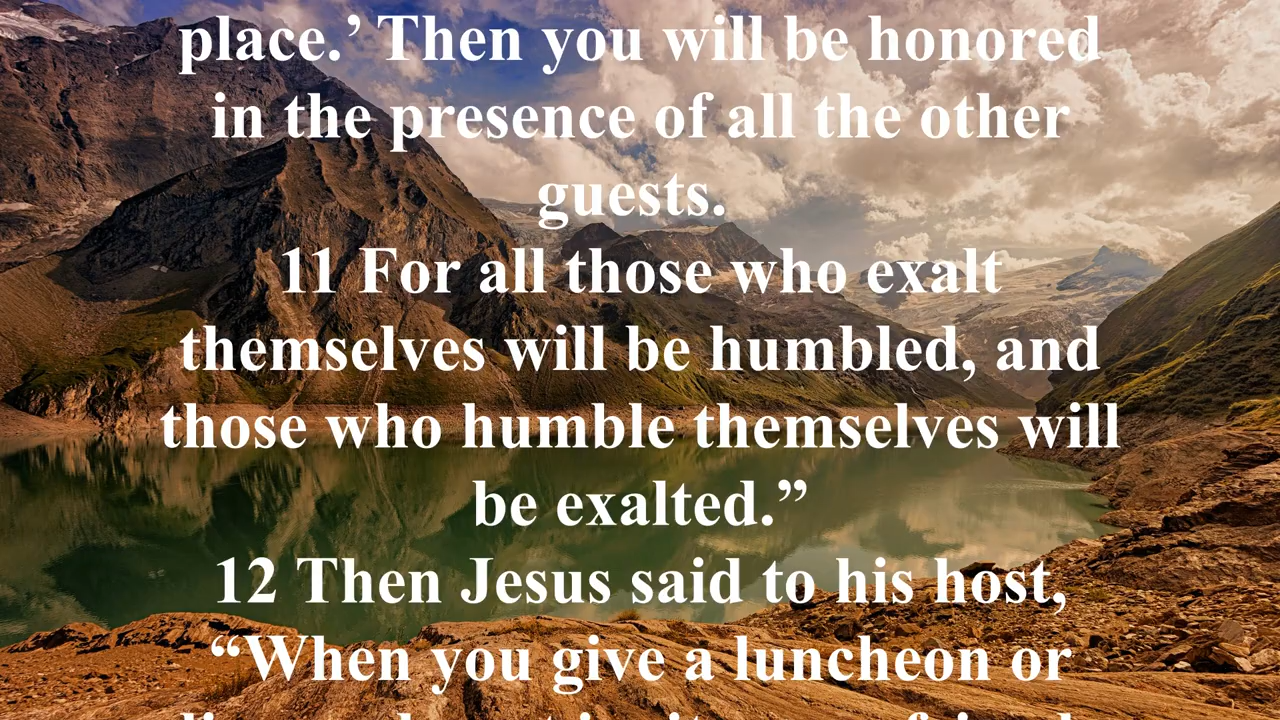 place.’ Then you will be honored
in the presence of all the other
guests.
11 For all those who exalt
themselves will be humbled, and
those who humble themselves will
be exalted.”
12 Then Jesus said to his host,
“When you give a luncheon or